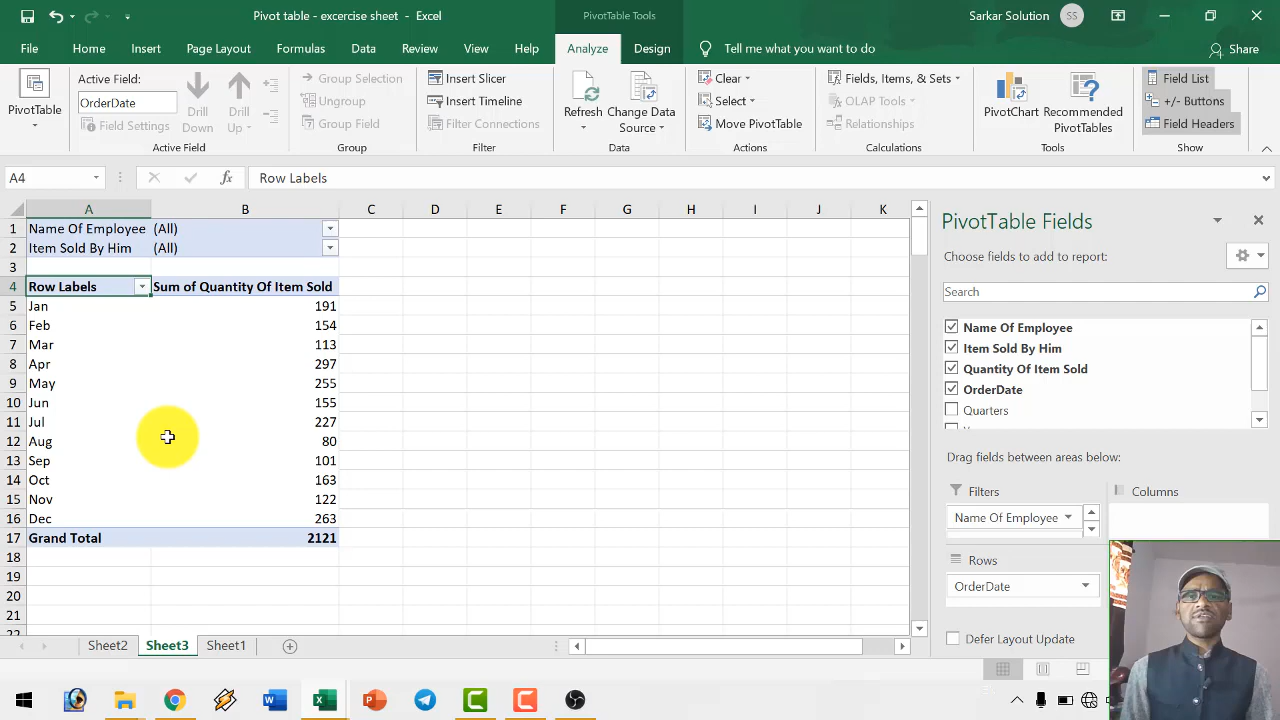 Pivot table - excercise sheet - Excel
PivotTable Tools
Sarkar Solution
SS
File
Home
Insert
Page Layout
Formulas
Data
Review
View
Help
Analyze
Design
Tell me what you want to do
Share
PivotTable
Active Field:
OrderDate
Field Settings
Drill Down
Drill Up
Active Field
Group Selection
Ungroup
Group Field
Group
Insert Slicer
Insert Timeline
Filter Connections
Filter
Refresh
Change Data Source
Data
Clear
Select
Move PivotTable
Actions
Fields, Items, & Sets
OLAP Tools
Relationships
Calculations
PivotChart
Recommended PivotTables
Tools
Field List
+/- Buttons
Field Headers
Show
A4
fx
Row Labels
A B C D E F G H I J K
1 Name Of Employee (All)
2 Item Sold By Him (All)
3
4 Row Labels Sum of Quantity Of Item Sold
5 Jan 191
6 Feb 154
7 Mar 113
8 Apr 297
9 May 255
10 Jun 155
11 Jul 227
12 Aug 80
13 Sep 101
14 Oct 163
15 Nov 122
16 Dec 263
17 Grand Total 2121
18
19
20
21
Sheet2
Sheet3
Sheet1
PivotTable Fields
Choose fields to add to report:
Search
Name Of Employee
Item Sold By Him
Quantity Of Item Sold
OrderDate
Quarters
Drag fields between areas below:
Filters
Columns
Name Of Employee
Rows
OrderDate
Defer Layout Update